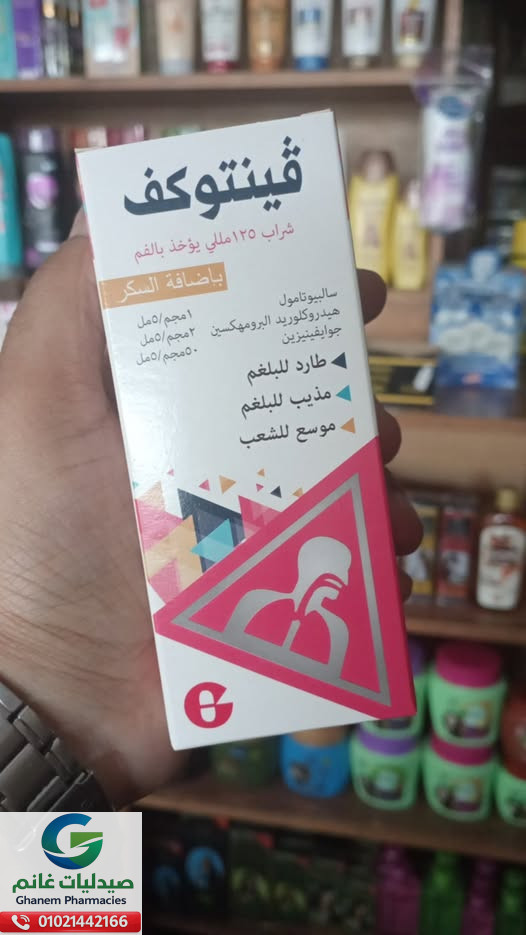 ڤينتوكف
شراب ١٢٥ مللي يؤخذ بالفم
بإضافة السكر
سالبيوتامول ١مجم/٥مل
هيدروكلوريد البرومهكسين ٢مجم/٥مل
جوايفينيزين ٥٠مجم/٥مل
طارد للبلغم
مذيب للبلغم
موسع للشعب
صيدليات غانم
Ghanem Pharmacies
01021442166